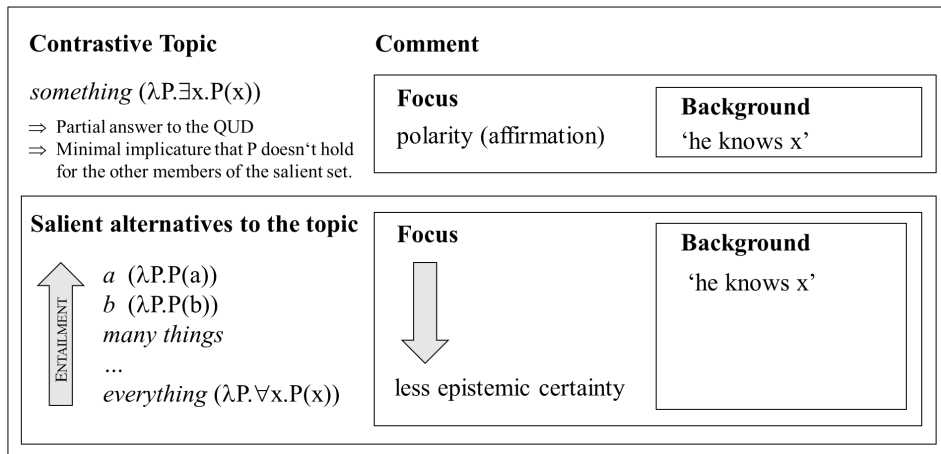 Contrastive Topic
something (λP.∃x.P(x))
⇒ Partial answer to the QUD
⇒ Minimal implicature that P doesn‘t hold
for the other members of the salient set.
Comment
Focus
polarity (affirmation)
Background
‘he knows x’
Salient alternatives to the topic
ENTAILMENT
a (λP.P(a))
b (λP.P(b))
many things
...
everything (λP.∀x.P(x))
Focus
less epistemic certainty
Background
‘he knows x’